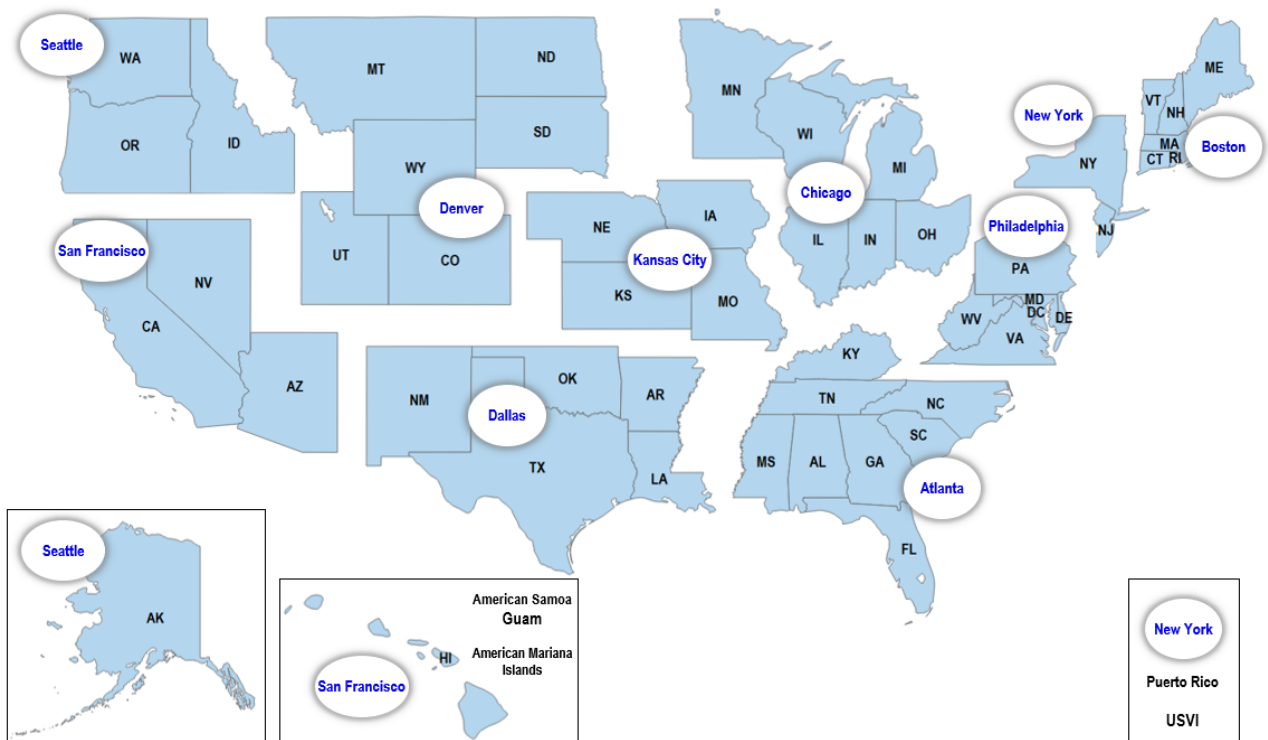 Seattle
WA
OR
ID
MT
ND
SD
WY
Denver
UT
CO
San Francisco
NV
CA
AZ
NE
IA
Kansas City
KS
MO
MN
WI
MI
Chicago
IL
IN
OH
New York
NY
NJ
ME
VT
NH
MA
CT
RI
Boston
Philadelphia
PA
MD
DC
DE
WV
VA
NM
OK
AR
Dallas
TX
LA
KY
TN
NC
SC
MS
AL
GA
Atlanta
FL
Seattle
AK
American Samoa
Guam
HI
American Mariana
Islands
San Francisco
New York
Puerto Rico
USVI